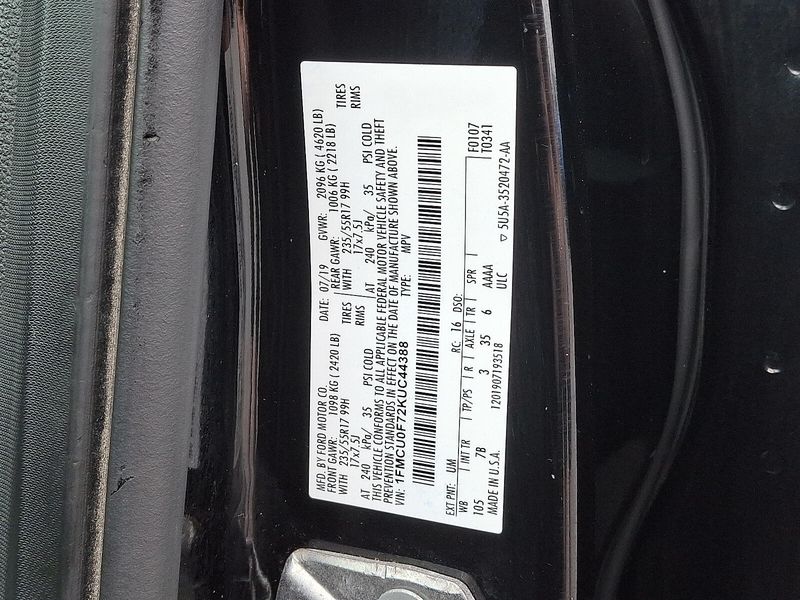 MFD. BY FORD MOTOR CO. DATE: 07/19 GVWR: 2096 KG ( 4620 LB)
FRONT GAWR: 1098 KG ( 2420 LB) REAR GAWR: 1006 KG ( 2218 LB)
WITH 235/55R17 99H TIRES WITH 235/55R17 99H TIRES
17x7.5J RIMS 17x7.5J RIMS
AT 240 kPa/ 35 PSI COLD AT 240 kPa/ 35 PSI COLD
THIS VEHICLE CONFORMS TO ALL APPLICABLE FEDERAL MOTOR VEHICLE SAFETY AND THEFT
PREVENTION STANDARDS IN EFFECT ON THE DATE OF MANUFACTURE SHOWN ABOVE.
VIN: 1FMCU0F72KUC44388 TYPE: MPV
EXT PNT: UM RC: 16 DSO: F0107
WB INT TR TP/PS R AXLE TR SPR T0341
105 7B 3 35 6 AAAA
MADE IN U.S.A. 1201907193518 ULC 5U5A-3520472-AA